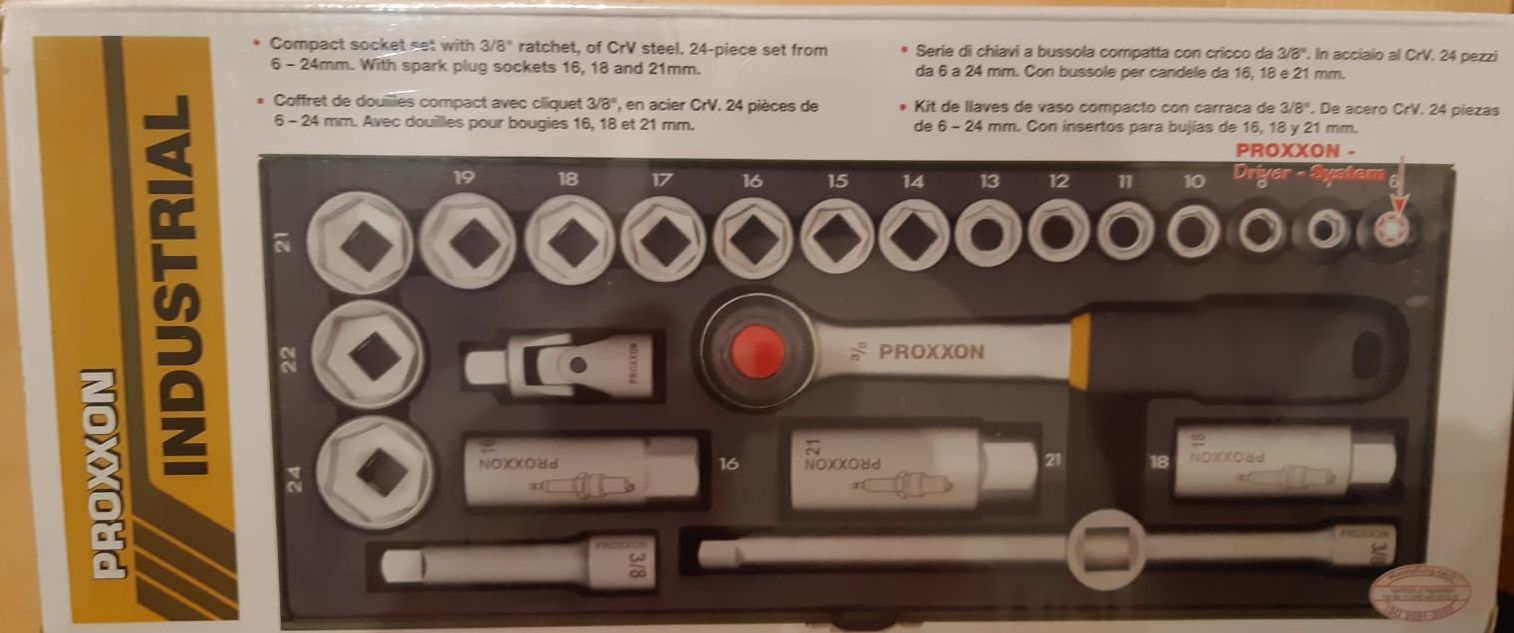 PROXXON
INDUSTRIAL
• Compact socket set with 3/8" ratchet, of CrV steel. 24-piece set from
6 – 24mm. With spark plug sockets 16, 18 and 21mm.
• Coffret de douilles compact avec cliquet 3/8", en acier CrV. 24 pièces de
6 – 24 mm. Avec douilles pour bougies 16, 18 et 21 mm.
• Serie di chiavi a bussola compatta con cricco da 3/8". In acciaio al CrV. 24 pezzi
da 6 a 24 mm. Con bussole per candele da 16, 18 e 21 mm.
• Kit de llaves de vaso compacto con carraca de 3/8". De acero CrV. 24 piezas
de 6 – 24 mm. Con insertos para bujias de 16, 18 y 21 mm.
PROXXON -
Driver - System
19 18 17 16 15 14 13 12 11 10 8 6
21
22
24
PROXXON
3/8 PROXXON
PROXXON
16
21
PROXXON
21
18
18
PROXXON
PROXXON
3/8
PROXXON
3/8